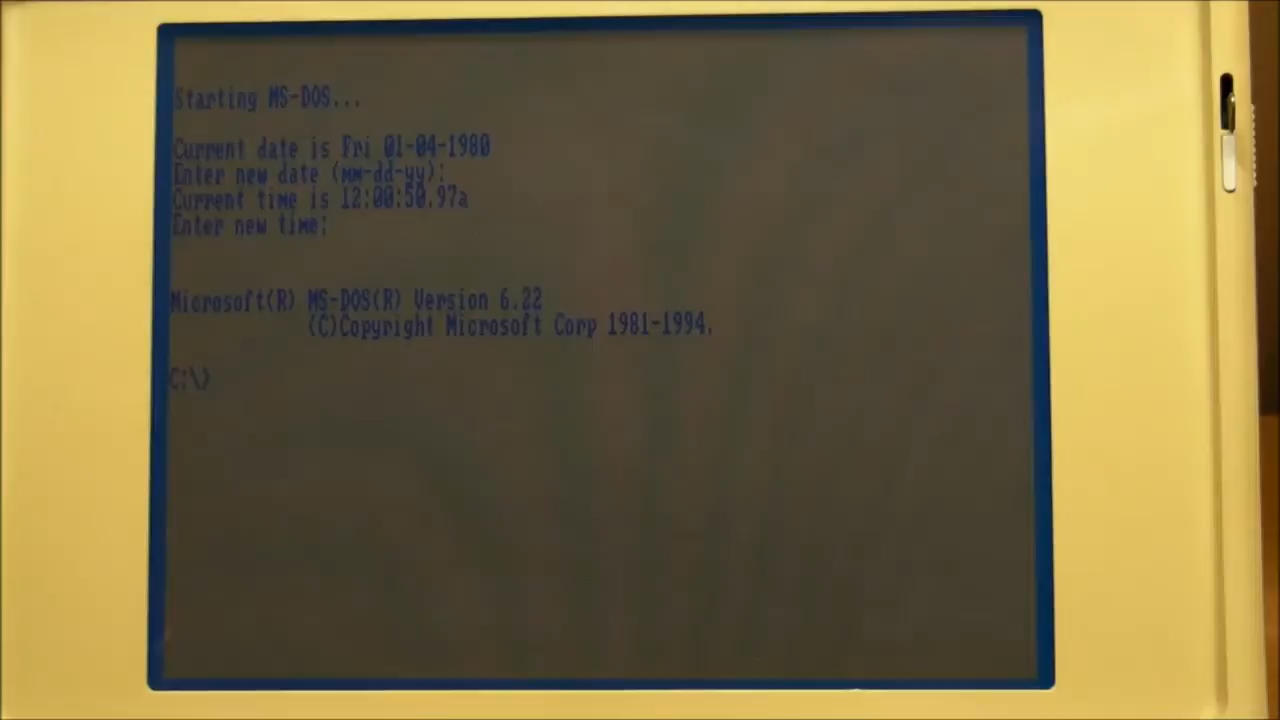 Starting MS-DOS...
Current date is Fri 01-04-1980
Enter new date (mm-dd-yy):
Current time is 12:00:50.97a
Enter new time:
Microsoft(R) MS-DOS(R) Version 6.22
(C)Copyright Microsoft Corp 1981-1994.
C:\>